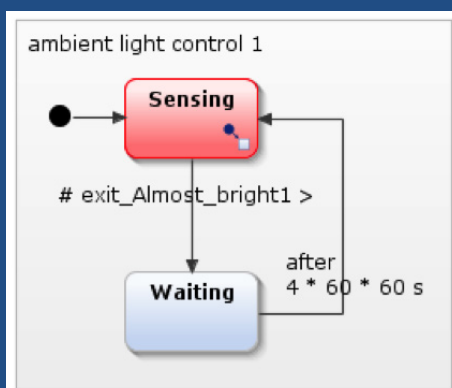 ambient light control 1
Sensing
# exit_Almost_bright1 >
after
4 * 60 * 60 s
Waiting